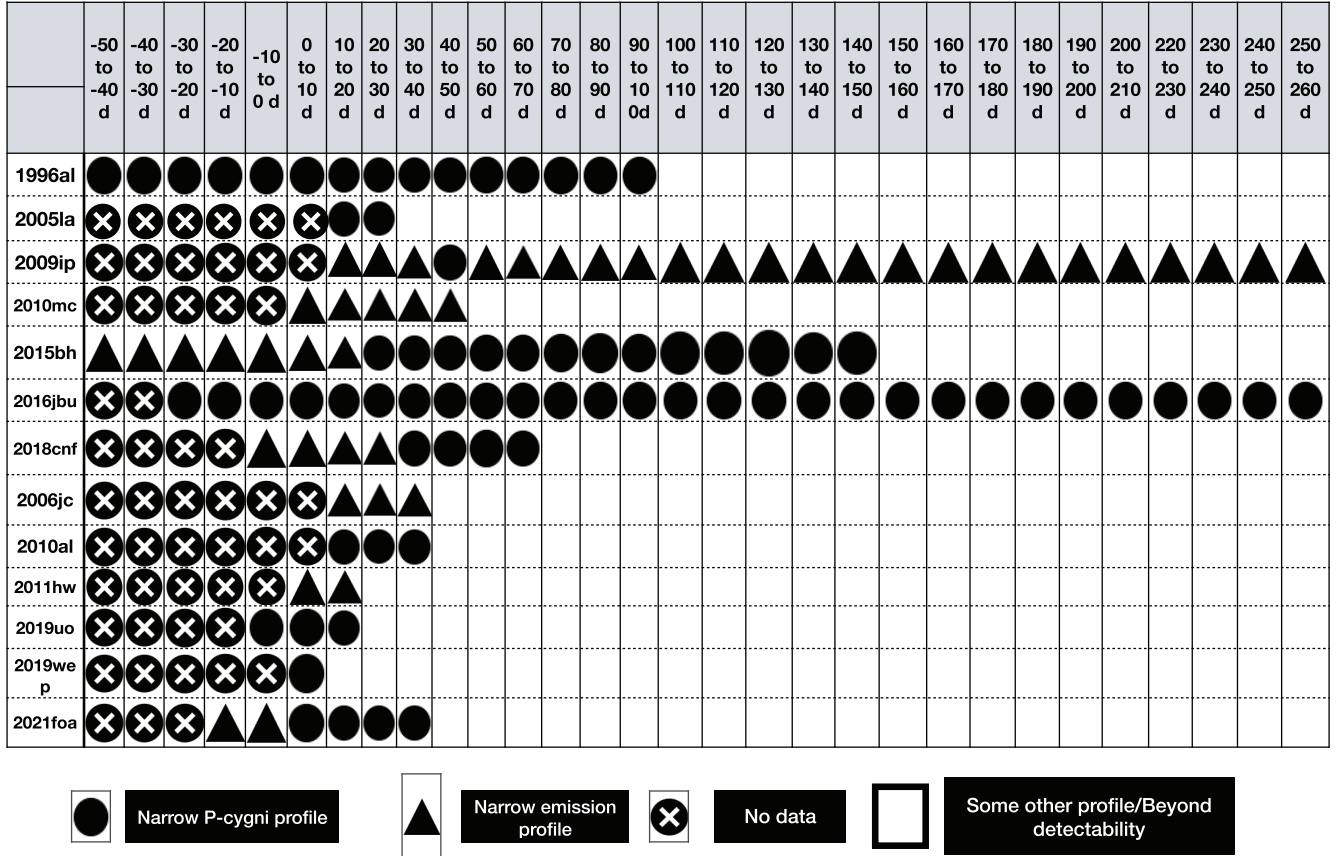 -50
to
-40
d
-40
to
-30
d
-30
to
-20
d
-20
to
-10
d
-10
to
0 d
0
to
10
d
10
to
20
d
20
to
30
d
30
to
40
d
40
to
50
d
50
to
60
d
60
to
70
d
70
to
80
d
80
to
90
d
90
to
10
0d
100
to
110
d
110
to
120
d
120
to
130
d
130
to
140
d
140
to
150
d
150
to
160
d
160
to
170
d
170
to
180
d
180
to
190
d
190
to
200
d
200
to
210
d
220
to
230
d
230
to
240
d
240
to
250
d
250
to
260
d
1996al
2005la
2009ip
2010mc
2015bh
2016jbu
2018cnf
2006jc
2010al
2011hw
2019uo
2019we
p
2021foa
Narrow P-cygni profile
Narrow emission
profile
No data
Some other profile/Beyond
detectability